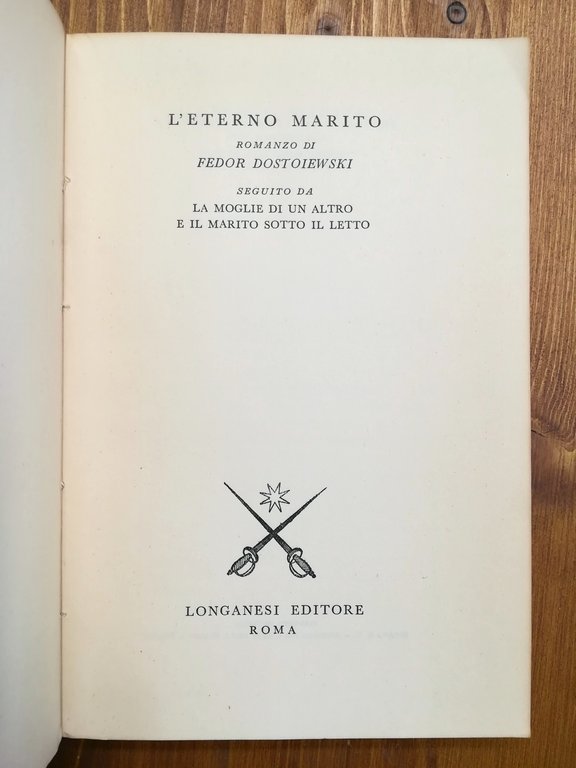 L'ETERNO MARITO
ROMANZO DI
FEDOR DOSTOIEWSKI
SEGUITO DA
LA MOGLIE DI UN ALTRO
E IL MARITO SOTTO IL LETTO
LONGANESI EDITORE
ROMA